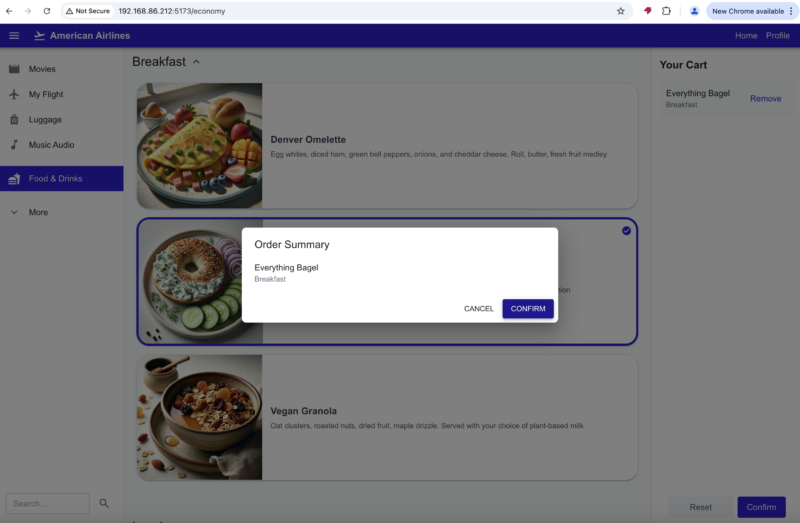 Not Secure 192.168.86.212:5173/economy
New Chrome available
American Airlines
Home Profile
Movies
My Flight
Luggage
Music Audio
Food & Drinks
More
Search...
Breakfast
Denver Omelette
Egg whites, diced ham, green bell peppers, onions, and cheddar cheese. Roll, butter, fresh fruit medley
Order Summary
Everything Bagel
Breakfast
CANCEL CONFIRM
Vegan Granola
Oat clusters, roasted nuts, dried fruit, maple drizzle. Served with your choice of plant-based milk
Your Cart
Everything Bagel
Breakfast
Remove
Reset Confirm